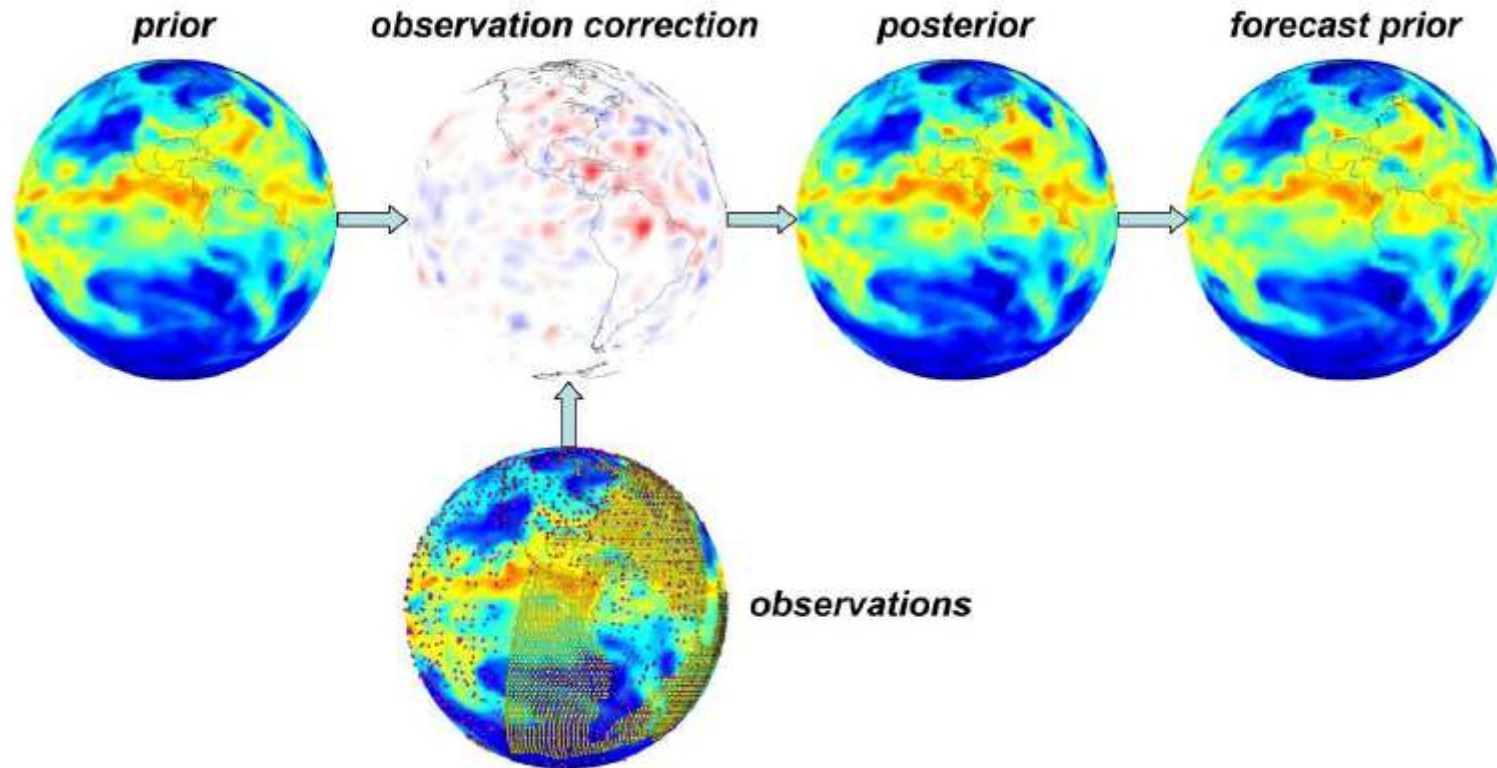 prior
observation correction
posterior
forecast prior
observations